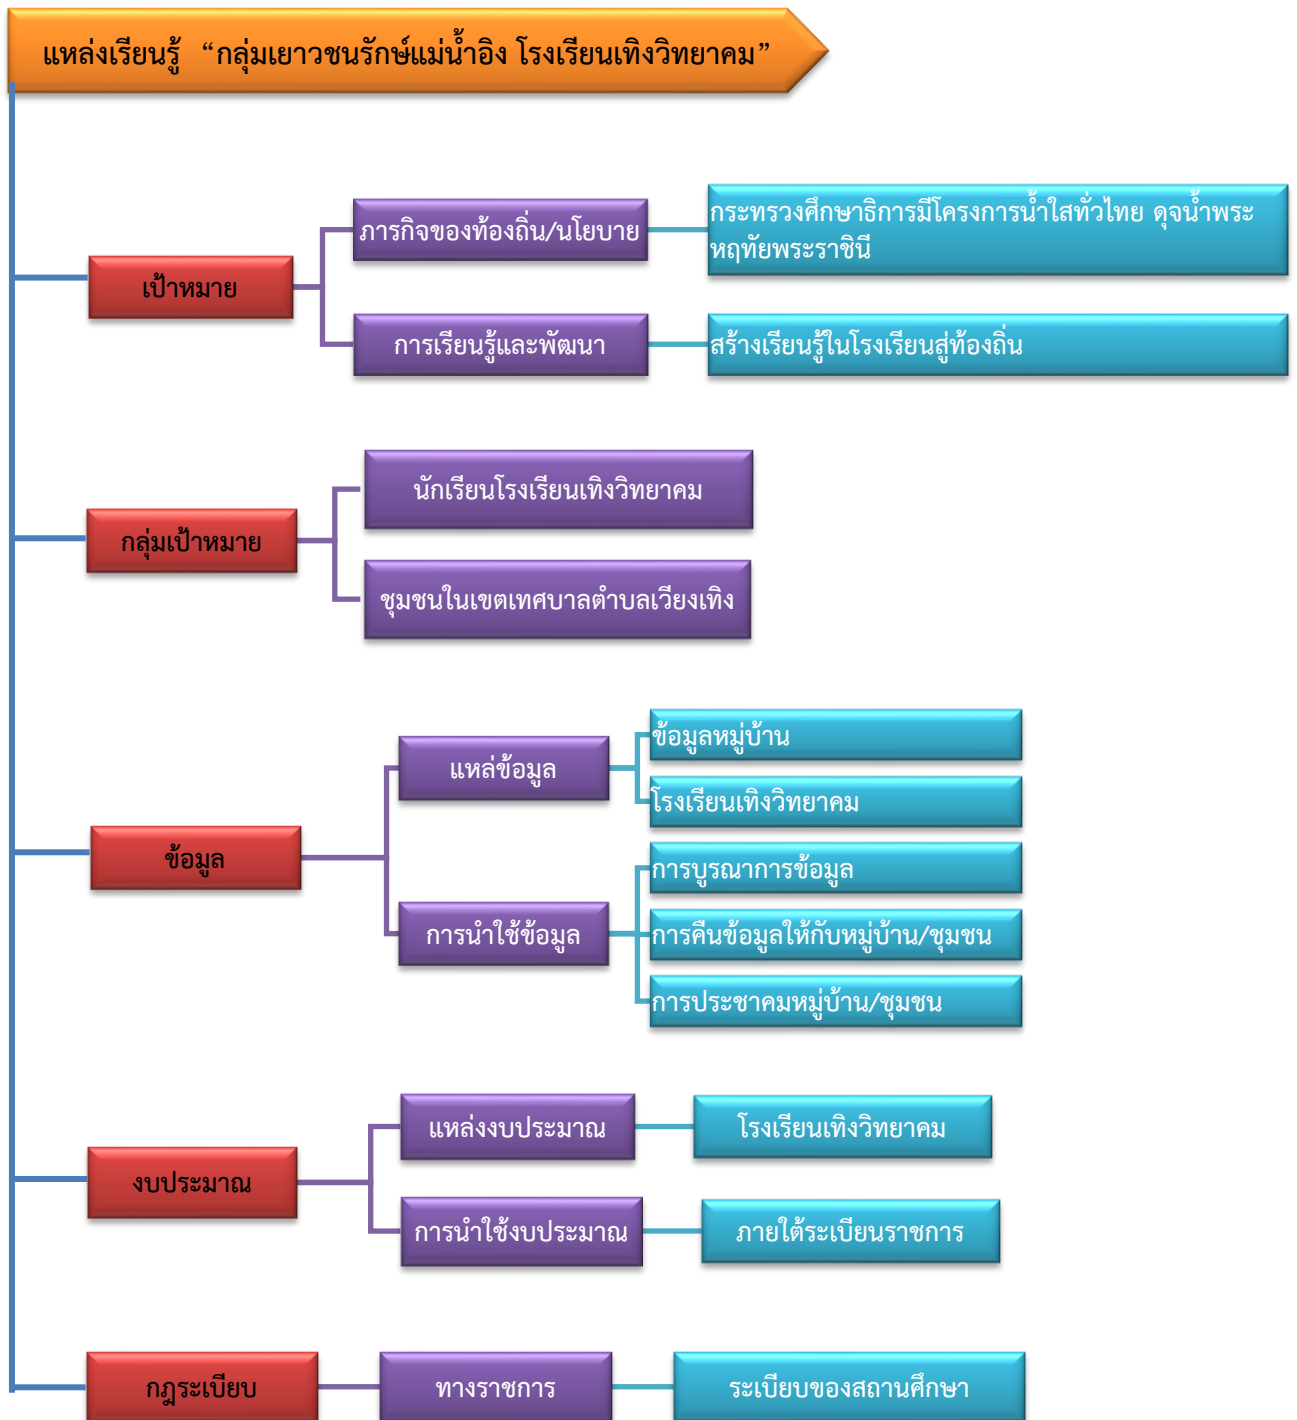 แหล่งเรียนรู้ “กลุ่มเยาวชนรักษ์แม่น้ำอิง โรงเรียนเทิงวิทยาคม”
ภารกิจของท้องถิ่น/นโยบาย
กระทรวงศึกษาธิการมีโครงการน้ำใสทั่วไทย ดุจน้ำพระ
หฤทัยพระราชินี
เป้าหมาย
การเรียนรู้และพัฒนา
สร้างเรียนรู้ในโรงเรียนสู่ท้องถิ่น
นักเรียนโรงเรียนเทิงวิทยาคม
กลุ่มเป้าหมาย
ชุมชนในเขตเทศบาลตำบลเวียงเทิง
แหล่ข้อมูล
ข้อมูลหมู่บ้าน
โรงเรียนเทิงวิทยาคม
ข้อมูล
การนำใช้ข้อมูล
การบูรณาการข้อมูล
การคืนข้อมูลให้กับหมู่บ้าน/ชุมชน
การประชาคมหมู่บ้าน/ชุมชน
แหล่งงบประมาณ
โรงเรียนเทิงวิทยาคม
งบประมาณ
การนำใช้งบประมาณ
ภายใต้ระเบียนราชการ
กฎระเบียบ
ทางราชการ
ระเบียบของสถานศึกษา